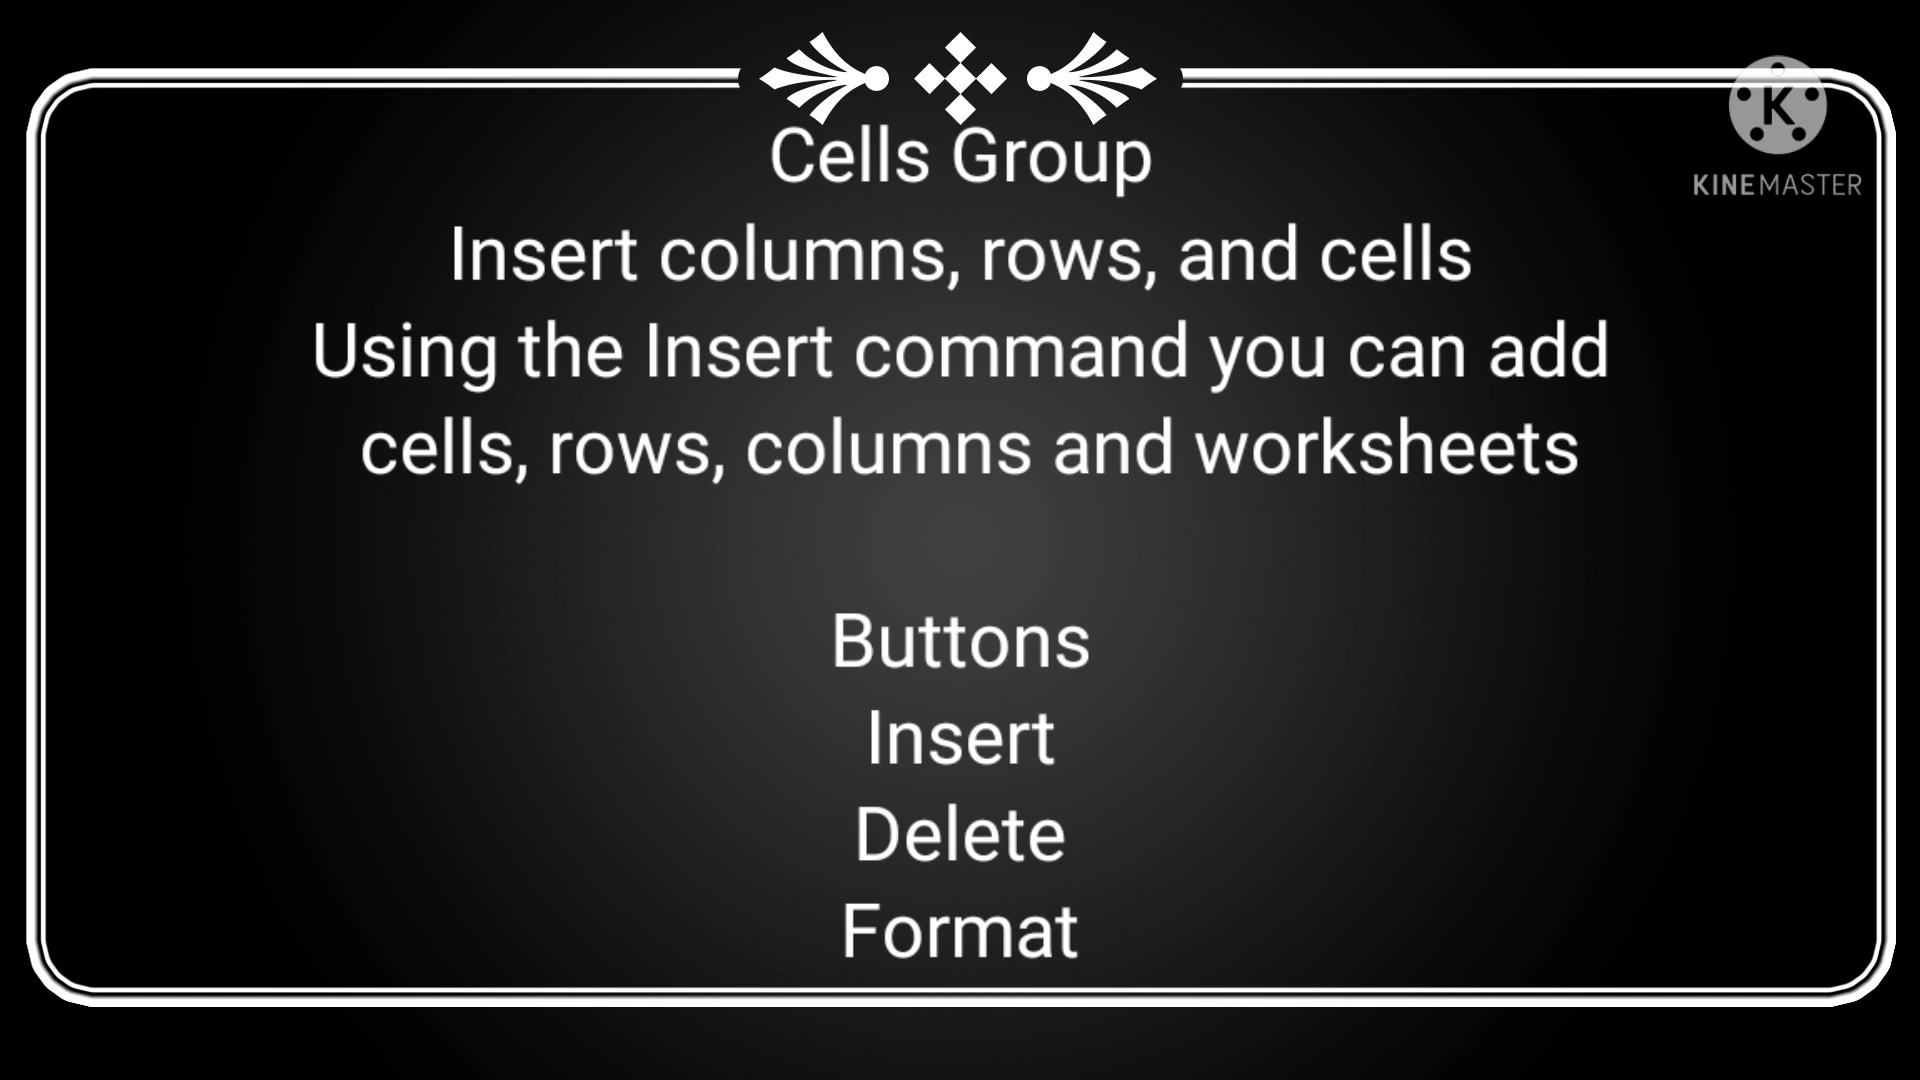 Cells Group
Insert columns, rows, and cells
Using the Insert command you can add
cells, rows, columns and worksheets
Buttons
Insert
Delete
Format
K
KINEMASTER